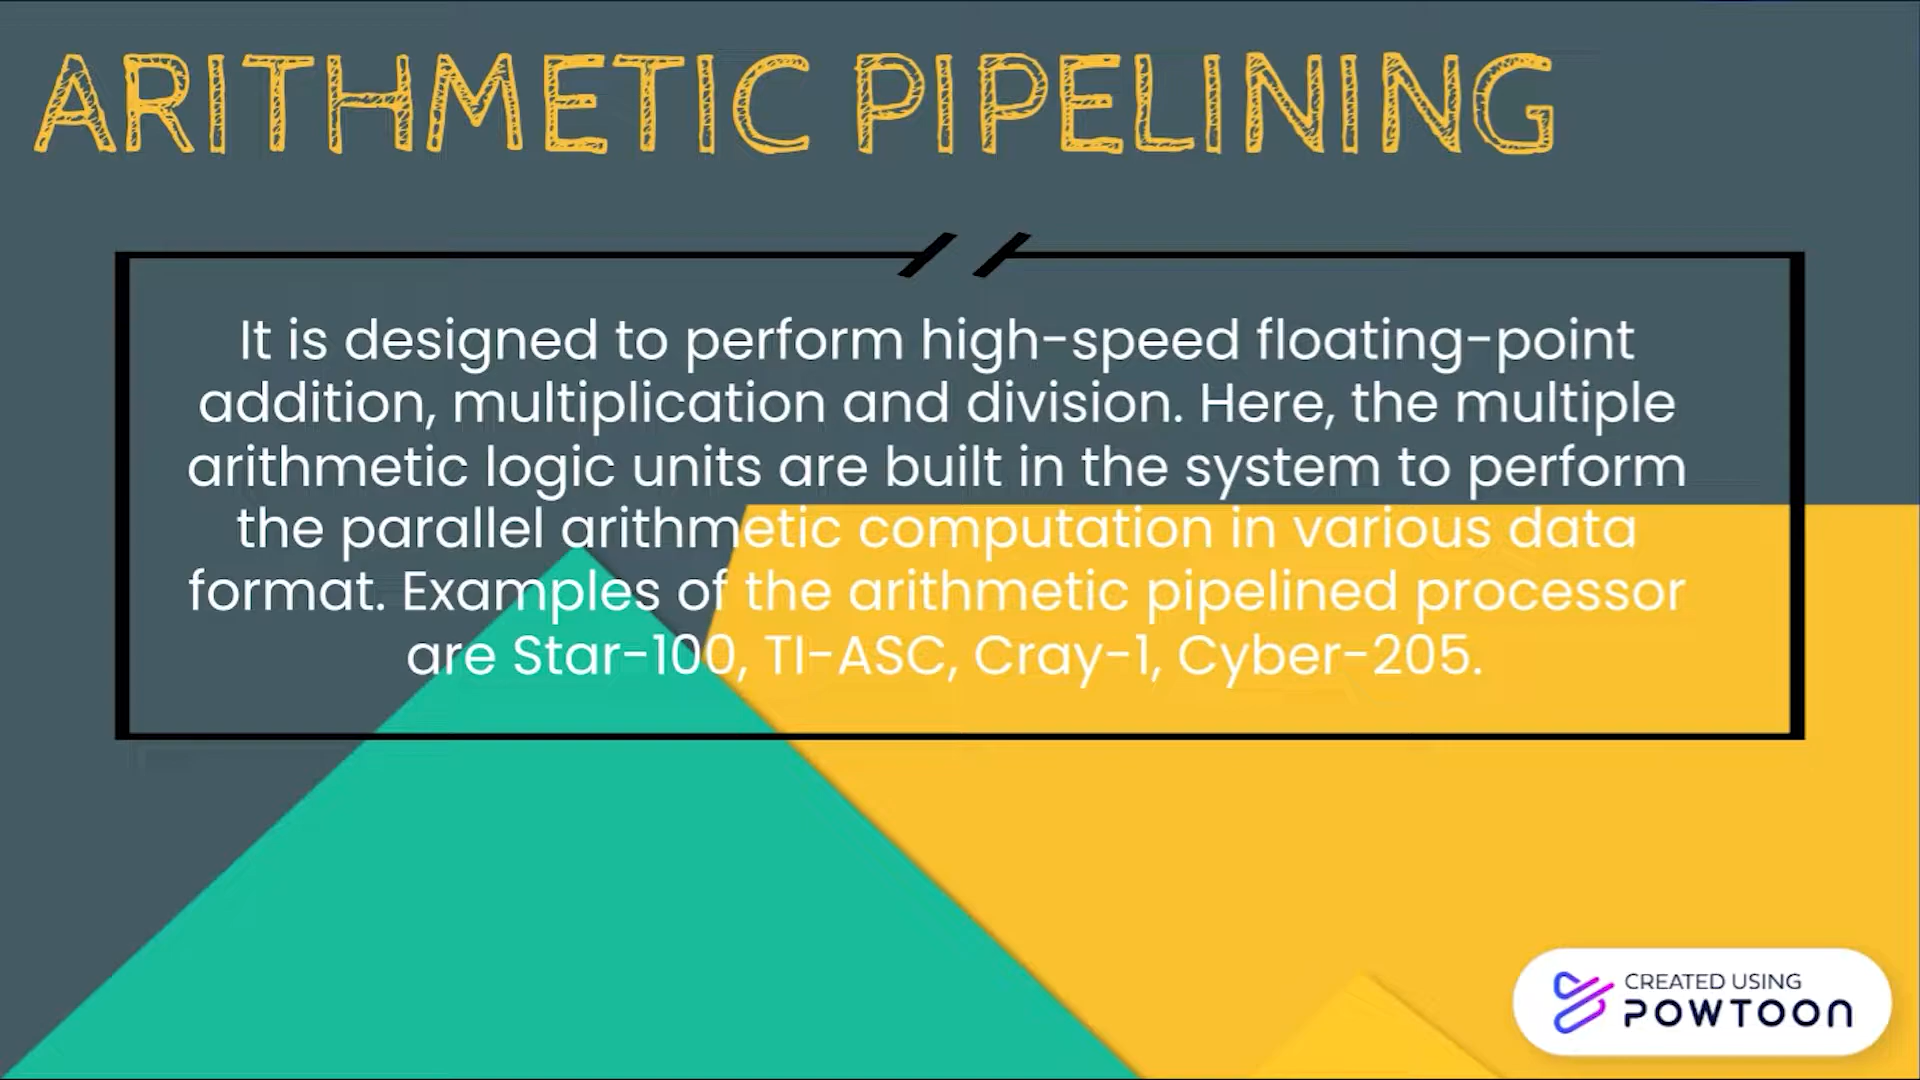 ARITHMETIC PIPELINING
It is designed to perform high-speed floating-point
addition, multiplication and division. Here, the multiple
arithmetic logic units are built in the system to perform
the parallel arithmetic computation in various data
format. Examples of the arithmetic pipelined processor
are Star-100, TI-ASC, Cray-1, Cyber-205.
CREATED USING
POWTOON